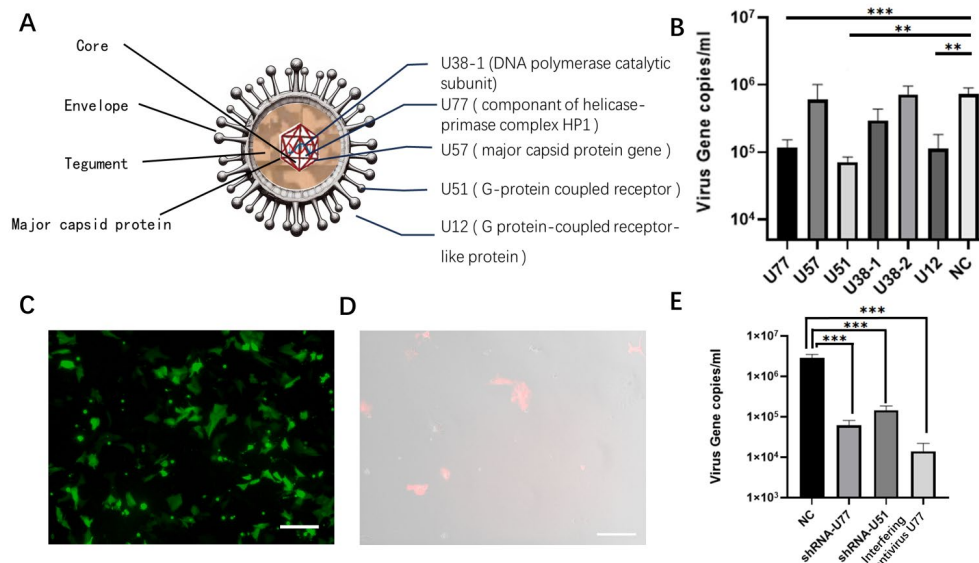 A
Core
Envelope
Tegument
Major capsid protein
U38-1 (DNA polymerase catalytic
subunit)
U77 ( componant of helicase-
primase complex HP1 )
U57 ( major capsid protein gene )
U51 ( G-protein coupled receptor )
U12 ( G protein-coupled receptor-
like protein )
B
***
**
**
Virus Gene copies/ml
10⁷
10⁶
10⁵
10⁴
U77
U57
U51
U38-1
U38-2
U12
NC
C
D
E
***
***
***
Virus Gene copies/ml
1×10⁷
1×10⁶
1×10⁵
1×10⁴
1×10³
NC
shRNA-U77
shRNA-U51
Interfering
ntivirus U77